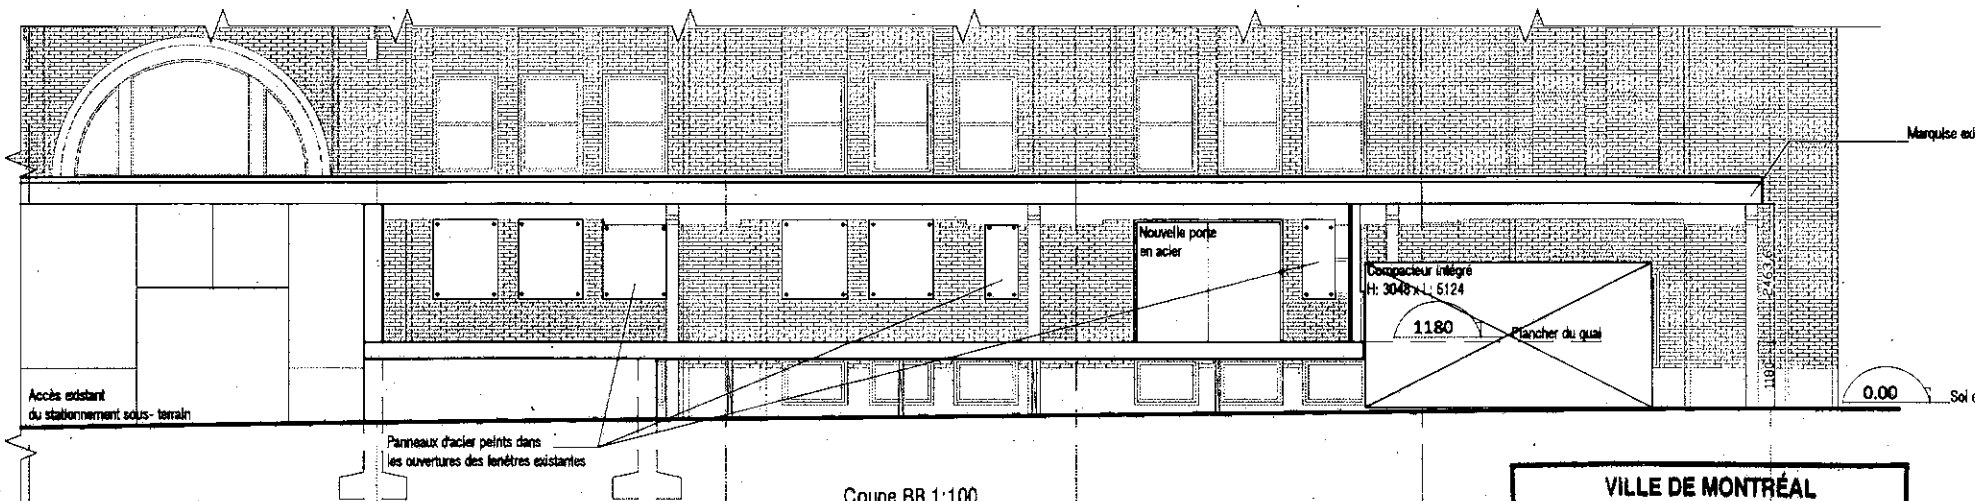 Marquise exi
Nouvelle porte
en acier
Compacteur intégré
H: 3048 x L: 5124
1180
Plancher du quai
2463.6
1180
0.00
Sol e
Accès existant
du stationnement sous- terrain
Panneaux d'acier peints dans
les ouvertures des fenêtres existantes
Coupe BB 1:100
VILLE DE MONTRÉAL